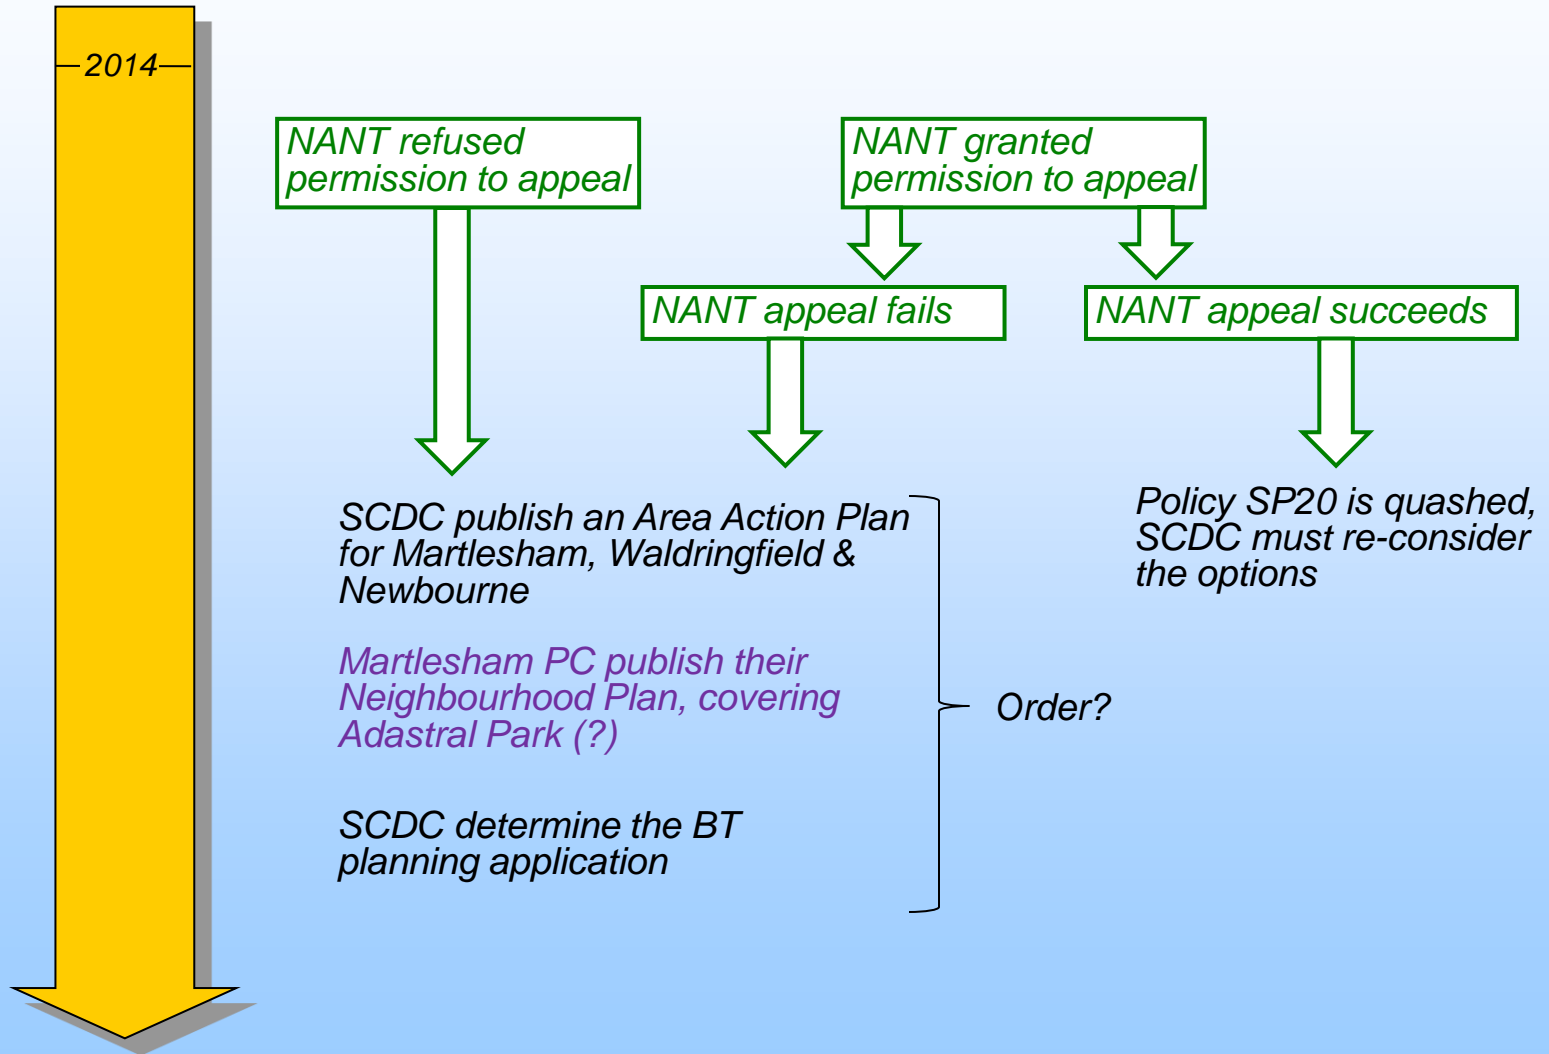 2014
NANT refused
permission to appeal
NANT granted
permission to appeal
NANT appeal fails
NANT appeal succeeds
SCDC publish an Area Action Plan
for Martlesham, Waldringfield &
Newbourne
Martlesham PC publish their
Neighbourhood Plan, covering
Adastral Park (?)
SCDC determine the BT
planning application
Order?
Policy SP20 is quashed,
SCDC must re-consider
the options